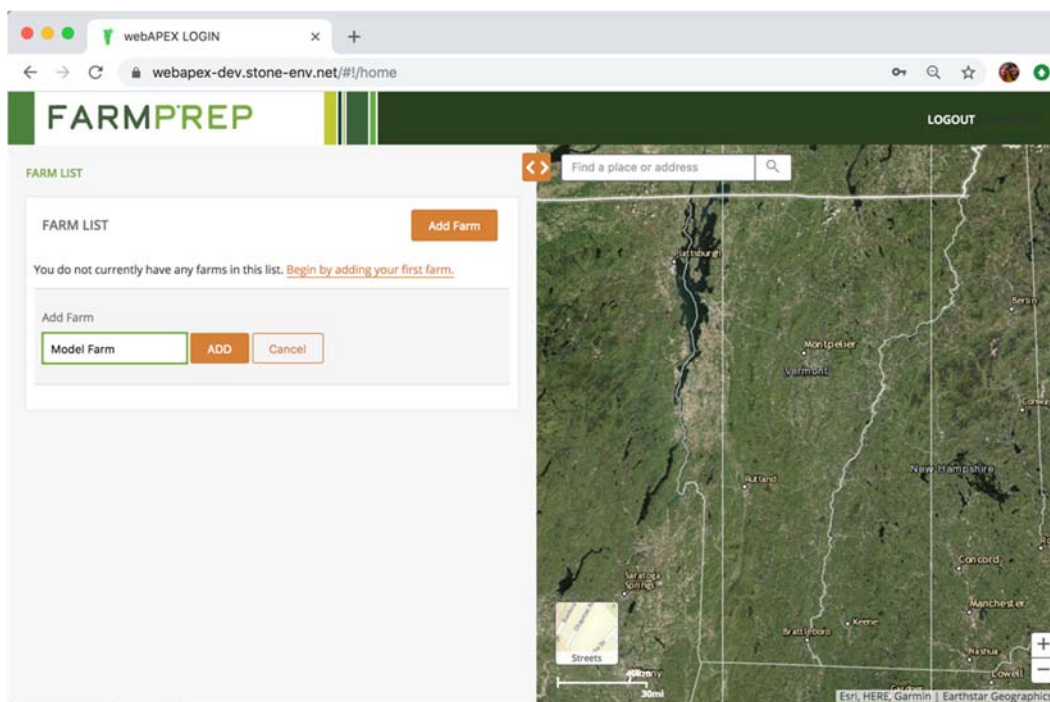 webAPEX LOGIN
webapex-dev.stone-env.net/#!/home
FARMPREP
LOGOUT
FARM LIST
Find a place or address
FARM LIST
Add Farm
You do not currently have any farms in this list. Begin by adding your first farm.
Add Farm
Model Farm
ADD
Cancel
Plattsburgh
Berlin
Montpelier
Vermont
Conway
New Hampshire
Rutland
Concord
Saratoga
Springs
Manchester
Keene
Brattleboro
Nashua
Streets
Lowell
30mi
Esri, HERE, Garmin | Earthstar Geographics